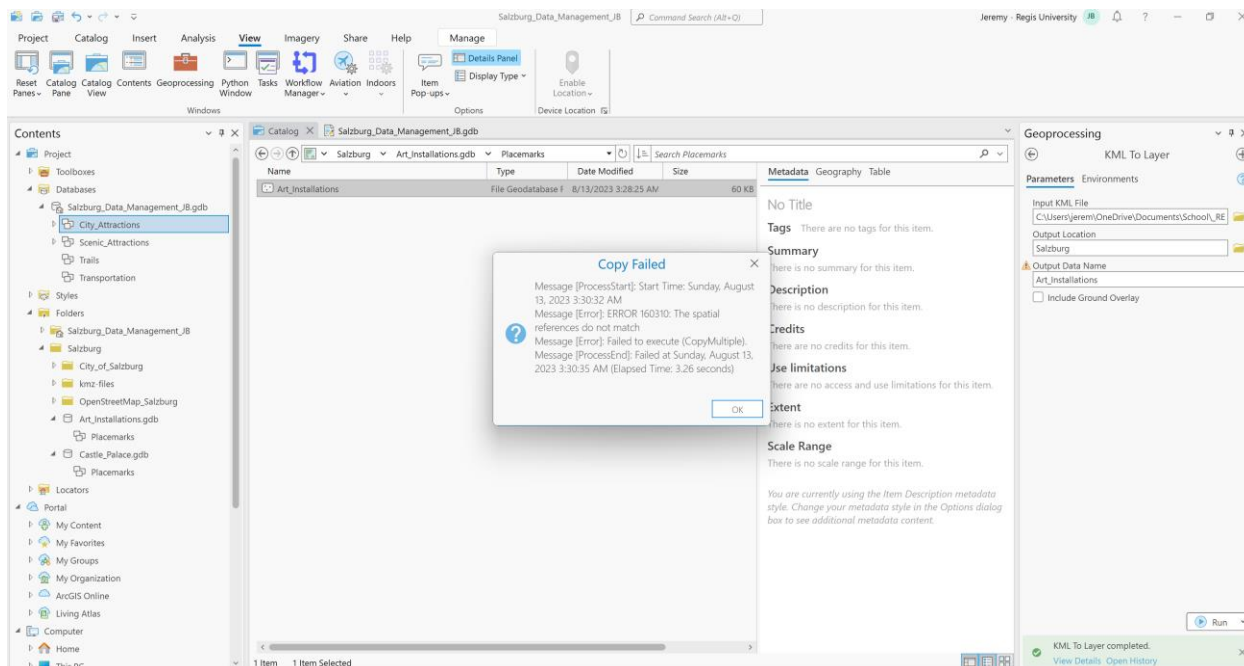 Salzburg_Data_Management_JB
Command Search (Alt+Q)
Jeremy - Regis University
JB
?
Project Catalog Insert Analysis View Imagery Share Help Manage
Reset Panes
Catalog Pane
Catalog View
Contents
Geoprocessing
Python Window
Tasks
Workflow Manager
Aviation
Indoors
Item Pop-ups
Details Panel
Display Type
Enable Location
Windows
Options
Device Location
Contents
Project
Toolboxes
Databases
Salzburg_Data_Management_JB.gdb
City_Attractions
Scenic_Attractions
Trails
Transportation
Styles
Folders
Salzburg_Data_Management_JB
Salzburg
City_of_Salzburg
kmz-files
OpenStreetMap_Salzburg
Art_Installations.gdb
Placemarks
Castle_Palace.gdb
Placemarks
Locators
Portal
My Content
My Favorites
My Groups
My Organization
ArcGIS Online
Living Atlas
Computer
Home
This PC
Catalog Salzburg_Data_Management_JB.gdb
Salzburg Art_Installations.gdb Placemarks
Search Placemarks
Name Type Date Modified Size
Art_Installations File Geodatabase F 8/13/2023 3:28:25 AM 60 KB
1 Item 1 Item Selected
Metadata Geography Table
No Title
Tags There are no tags for this item.
Summary
There is no summary for this item.
Description
There is no description for this item.
Credits
There are no credits for this item.
Use limitations
There are no access and use limitations for this item.
Extent
There is no extent for this item.
Scale Range
There is no scale range for this item.
You are currently using the Item Description metadata
style. Change your metadata style in the Options dialog
box to see additional metadata content.
Copy Failed
Message [ProcessStart]: Start Time: Sunday, August
13, 2023 3:30:32 AM
Message [Error]: ERROR 160310: The spatial
references do not match
Message [Error]: Failed to execute (CopyMultiple).
Message [ProcessEnd]: Failed at Sunday, August 13,
2023 3:30:35 AM (Elapsed Time: 3.26 seconds)
OK
Geoprocessing
KML To Layer
Parameters Environments
Input KML File
C:\Users\jerem\OneDrive\Documents\School\_RE
Output Location
Salzburg
Output Data Name
Art_Installations
Include Ground Overlay
Run
KML To Layer completed.
View Details Open History